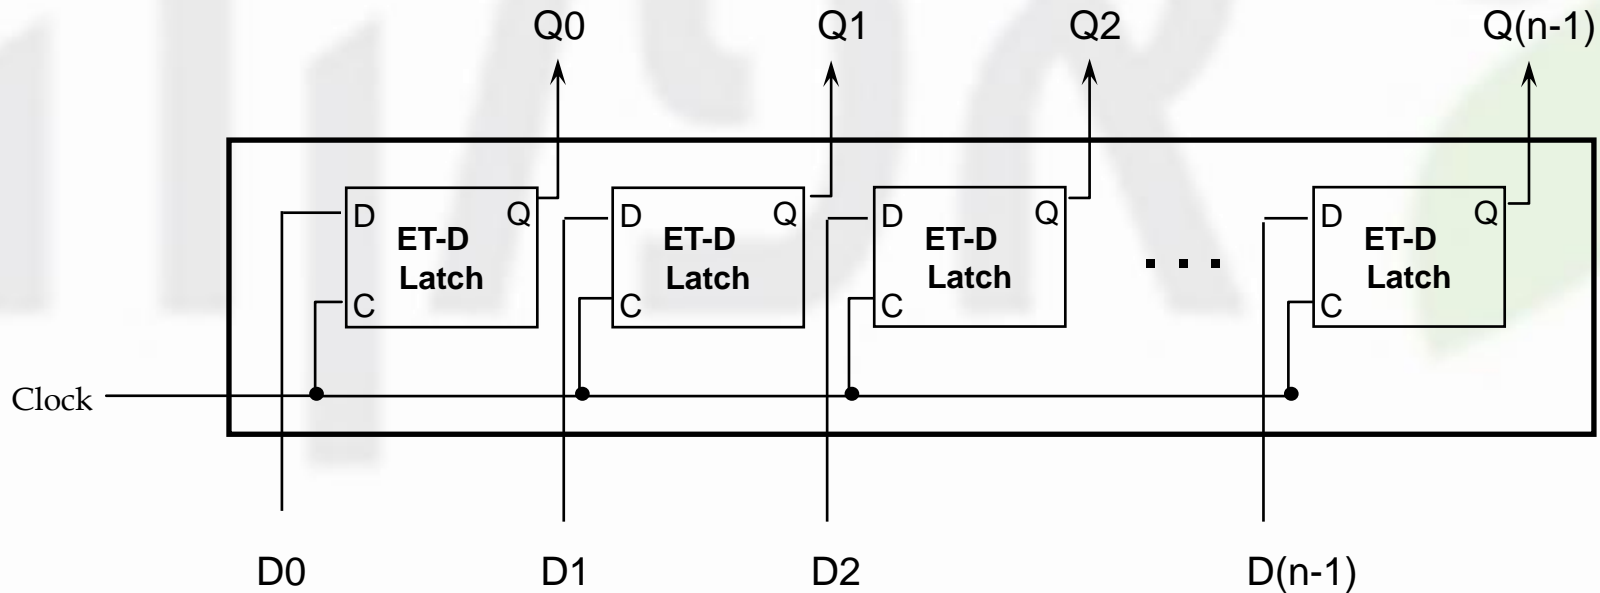 Q0 Q1 Q2 Q(n-1)
D Q D Q D Q D Q
ET-D ET-D ET-D ET-D
Latch Latch Latch Latch
. . .
C C C C
Clock
D0 D1 D2 D(n-1)